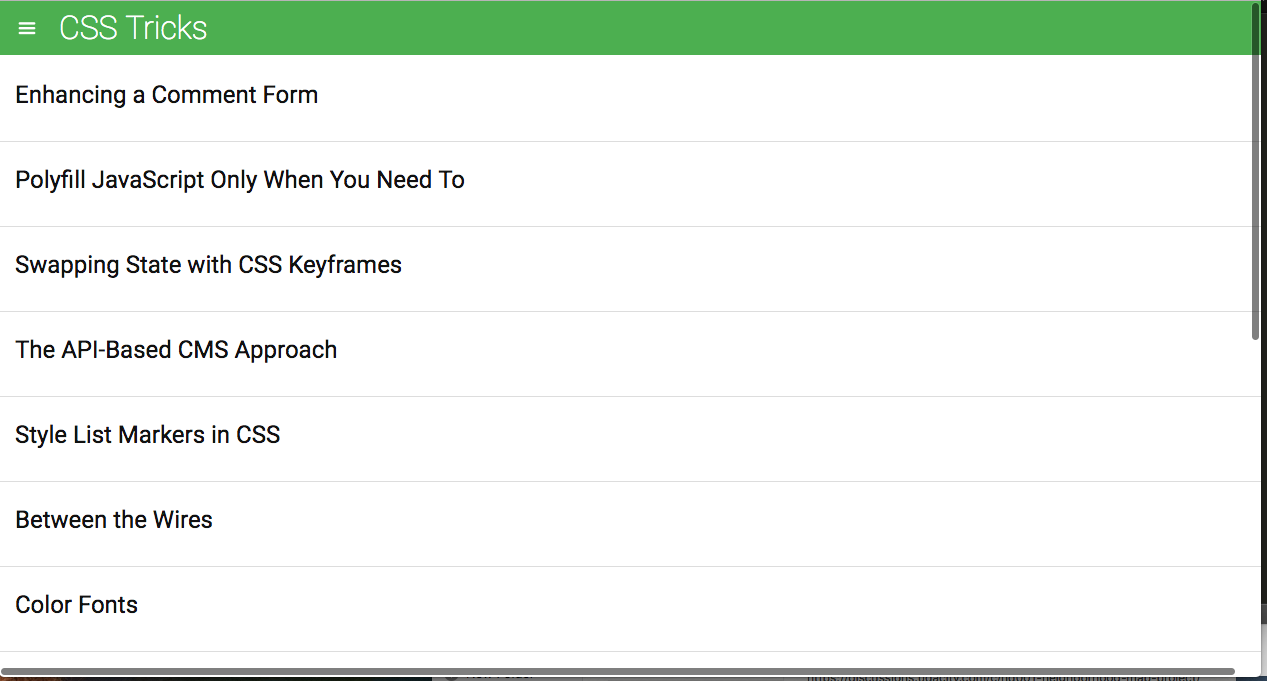 CSS Tricks
Enhancing a Comment Form
Polyfill JavaScript Only When You Need To
Swapping State with CSS Keyframes
The API-Based CMS Approach
Style List Markers in CSS
Between the Wires
Color Fonts